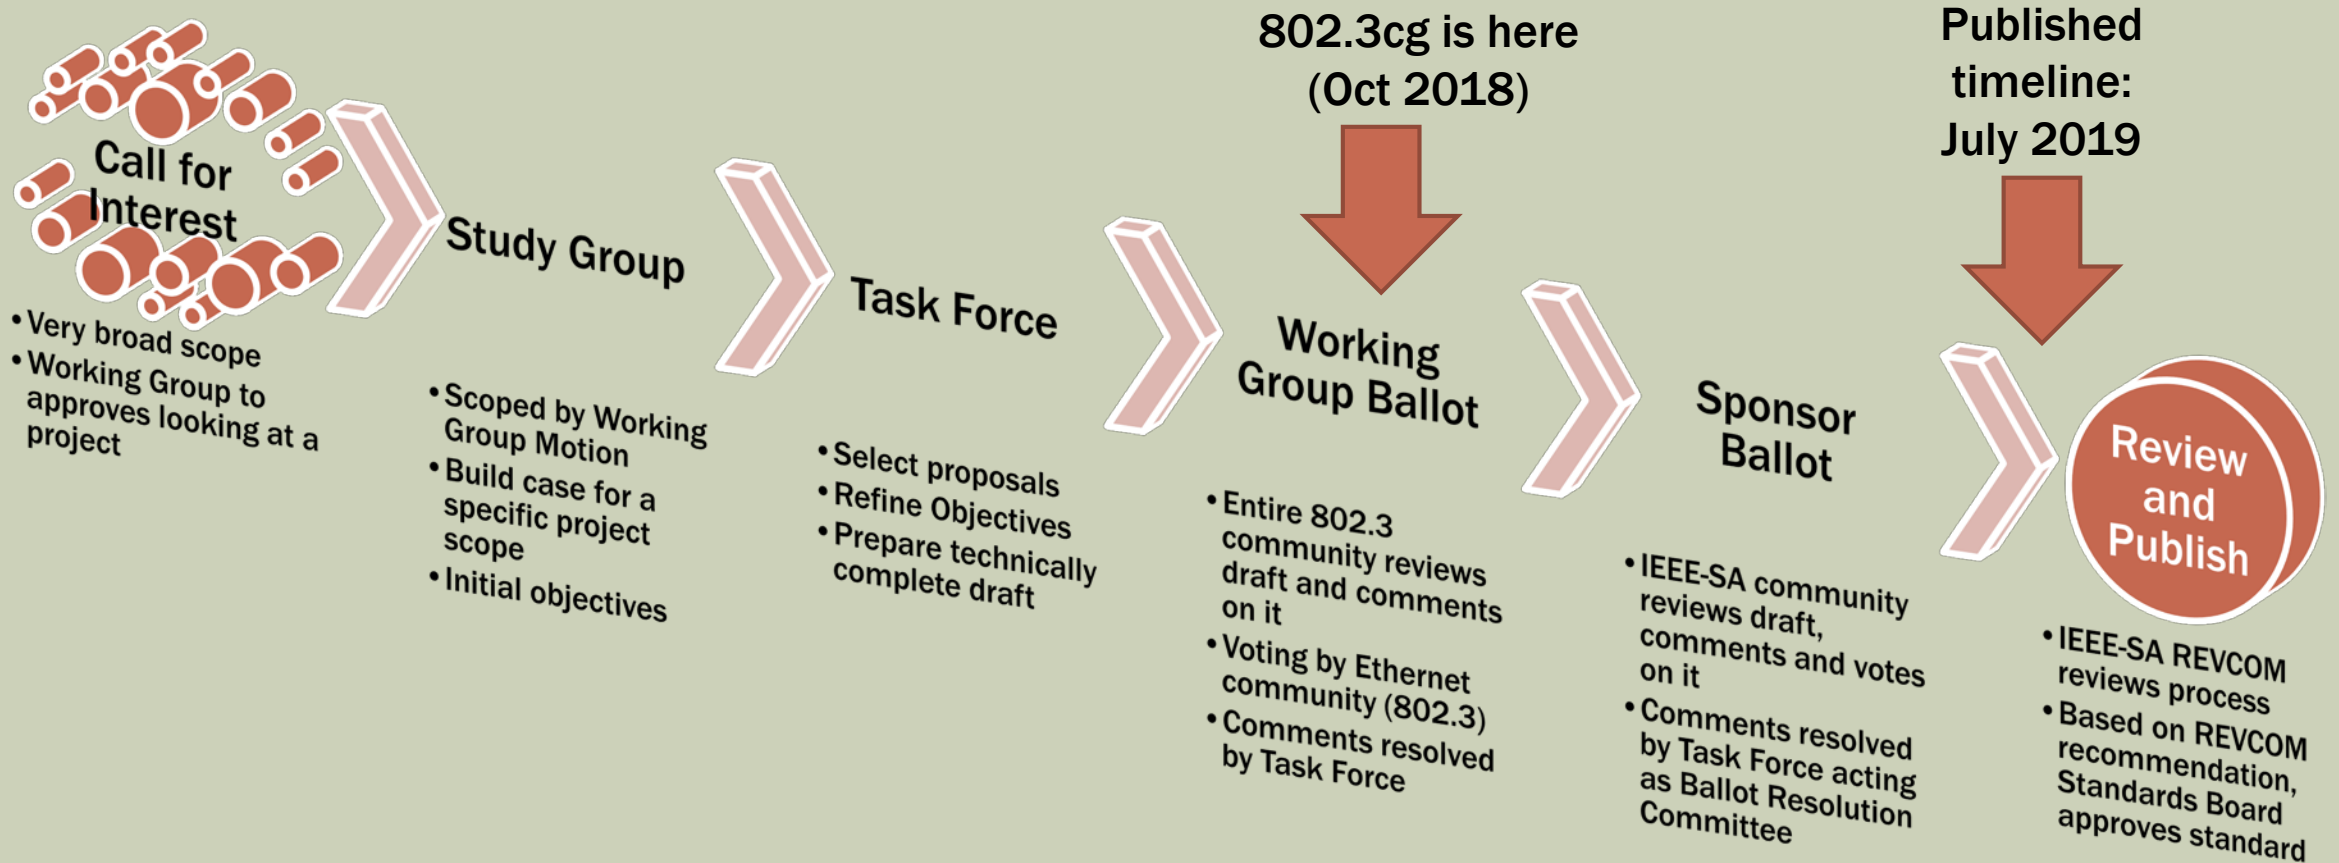 802.3cg is here
(Oct 2018)
Published
timeline:
July 2019
Call for
Interest
• Very broad scope
• Working Group to
approves looking at a
project
Study Group
• Scoped by Working
Group Motion
• Build case for a
specific project
scope
• Initial objectives
Task Force
• Select proposals
• Refine Objectives
• Prepare technically
complete draft
Working
Group Ballot
• Entire 802.3
community reviews
draft and comments
on it
• Voting by Ethernet
community (802.3)
• Comments resolved
by Task Force
Sponsor
Ballot
• IEEE-SA community
reviews draft,
comments and votes
on it
• Comments resolved
by Task Force acting
as Ballot Resolution
Committee
Review
and
Publish
• IEEE-SA REVCOM
reviews process
• Based on REVCOM
recommendation,
Standards Board
approves standard